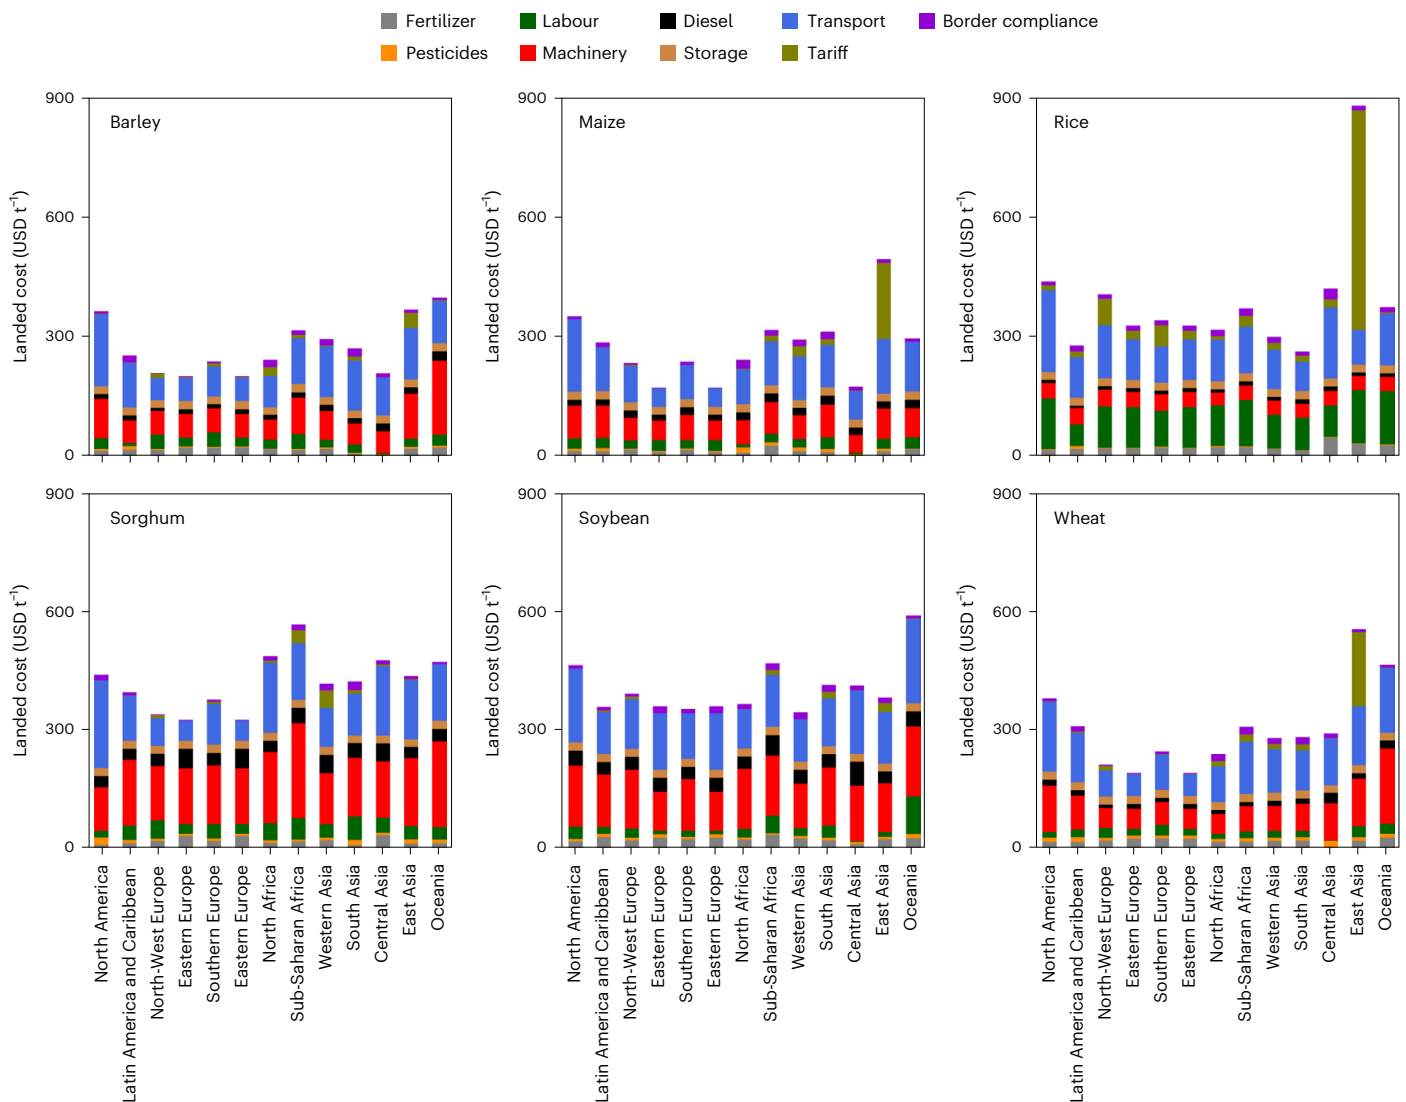 Fertilizer Labour Diesel Transport Border compliance
Pesticides Machinery Storage Tariff
900
600
300
0
Landed cost (USD t⁻¹)
Barley
900
600
300
0
Landed cost (USD t⁻¹)
Maize
900
600
300
0
Landed cost (USD t⁻¹)
Rice
900
600
300
0
Landed cost (USD t⁻¹)
Sorghum
North America
Latin America and Caribbean
North-West Europe
Eastern Europe
Southern Europe
Eastern Europe
North Africa
Sub-Saharan Africa
Western Asia
South Asia
Central Asia
East Asia
Oceania
900
600
300
0
Landed cost (USD t⁻¹)
Soybean
North America
Latin America and Caribbean
North-West Europe
Eastern Europe
Southern Europe
Eastern Europe
North Africa
Sub-Saharan Africa
Western Asia
South Asia
Central Asia
East Asia
Oceania
900
600
300
0
Landed cost (USD t⁻¹)
Wheat
North America
Latin America and Caribbean
North-West Europe
Eastern Europe
Southern Europe
Eastern Europe
North Africa
Sub-Saharan Africa
Western Asia
South Asia
Central Asia
East Asia
Oceania